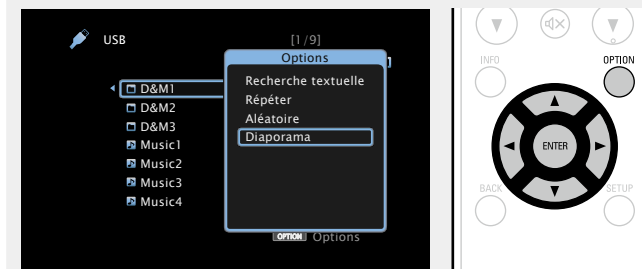 USB
[1/9]
Options
D&M1
D&M2
D&M3
Music1
Music2
Music3
Music4
Recherche textuelle
Répéter
Aléatoire
Diaporama
OPTION Options
INFO
OPTION
ENTER
BACK
SETUP